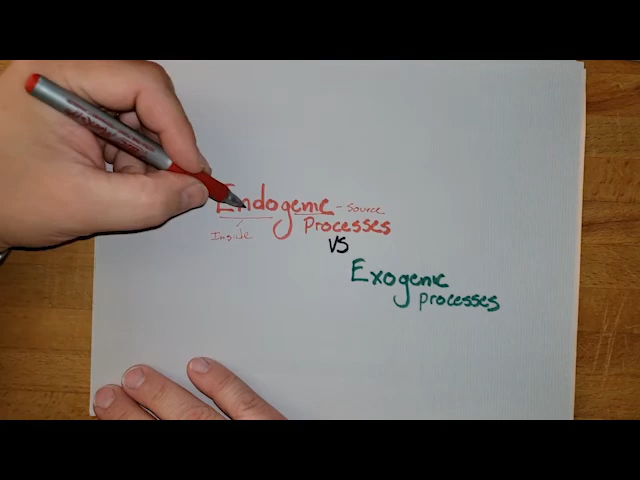 Endogenic - Source
Inside
Processes
VS
Exogenic
processes